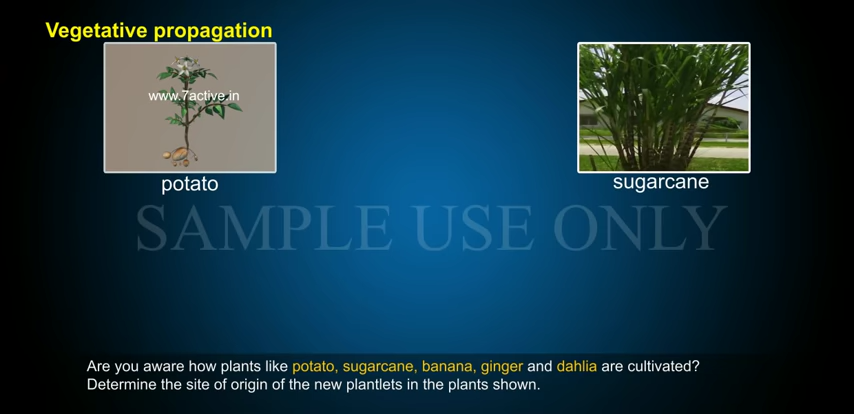 Vegetative propagation
www.7active.in
potato
sugarcane
SAMPLE USE ONLY
Are you aware how plants like potato, sugarcane, banana, ginger and dahlia are cultivated?
Determine the site of origin of the new plantlets in the plants shown.